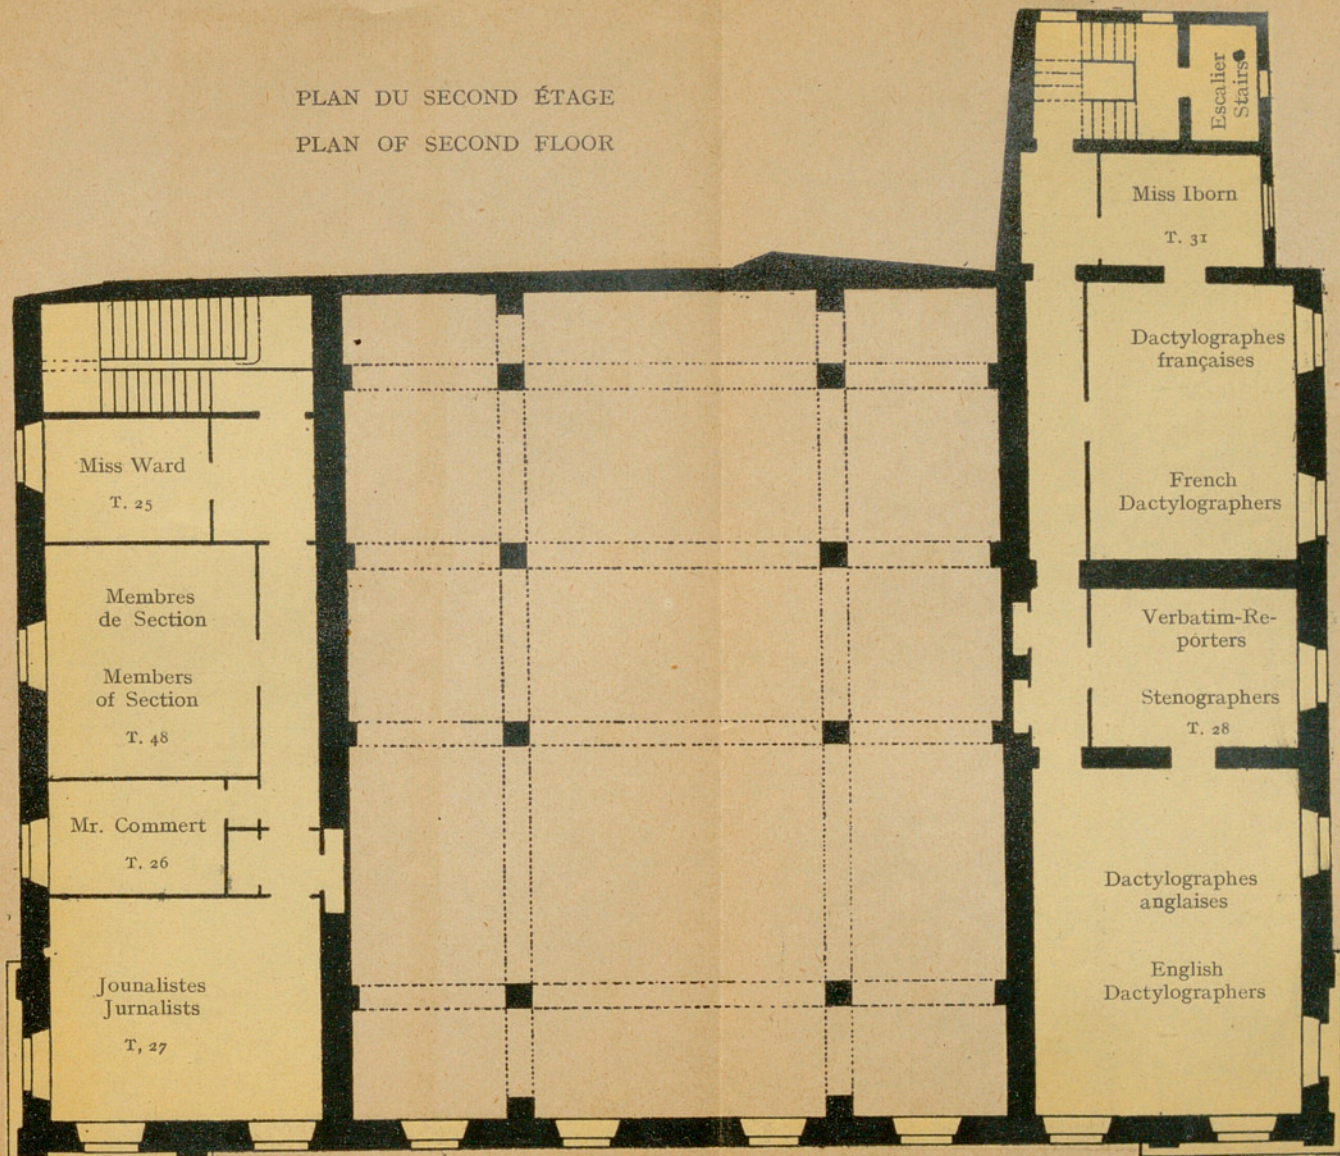 PLAN DU SECOND ÉTAGE
PLAN OF SECOND FLOOR
Escalier
Stairs
Miss Iborn
T. 31
Dactylographes
françaises
French
Dactylographers
Verbatim-Re-
pórters
Stenographers
T. 28
Dactylographes
anglaises
English
Dactylographers
Miss Ward
T. 25
Membres
de Section
Members
of Section
T. 48
Mr. Commert
T. 26
Jounalistes
Jurnalists
T, 27